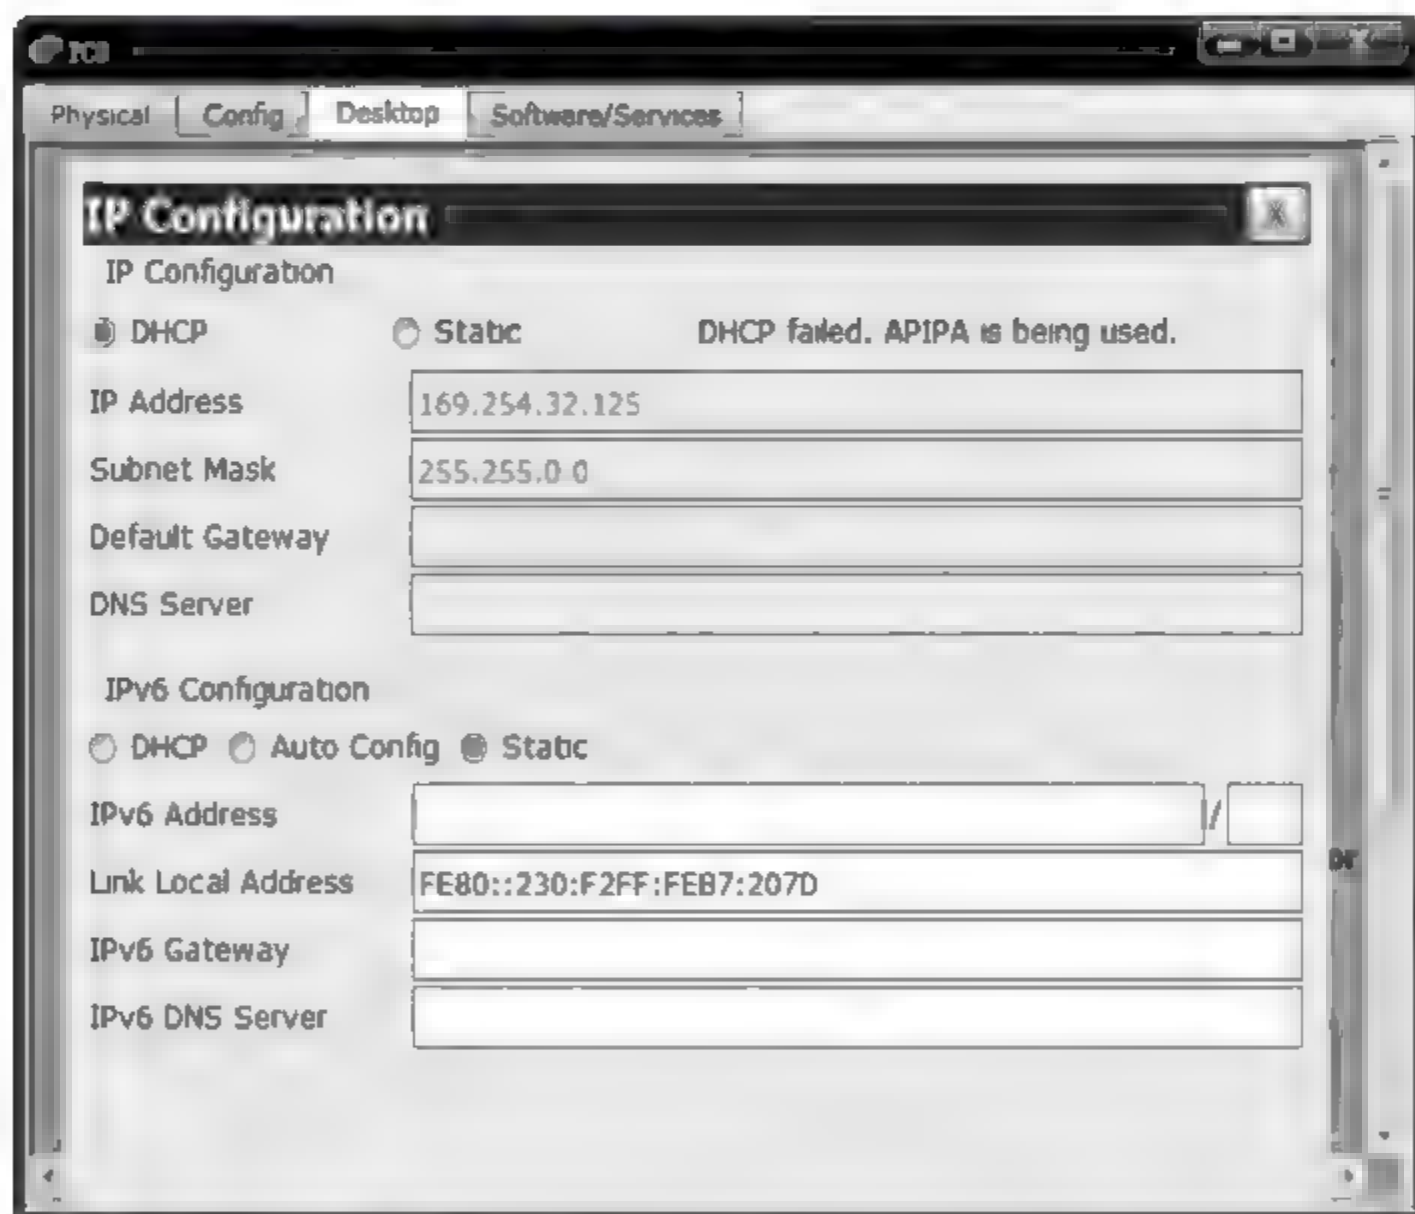 PC0
Physical Config Desktop Software/Services
IP Configuration X
IP Configuration
DHCP Static DHCP failed. APIPA is being used.
IP Address 169.254.32.125
Subnet Mask 255.255.0.0
Default Gateway
DNS Server
IPv6 Configuration
DHCP Auto Config Static
IPv6 Address /
Link Local Address FE80::230:F2FF:FEB7:207D
IPv6 Gateway
IPv6 DNS Server